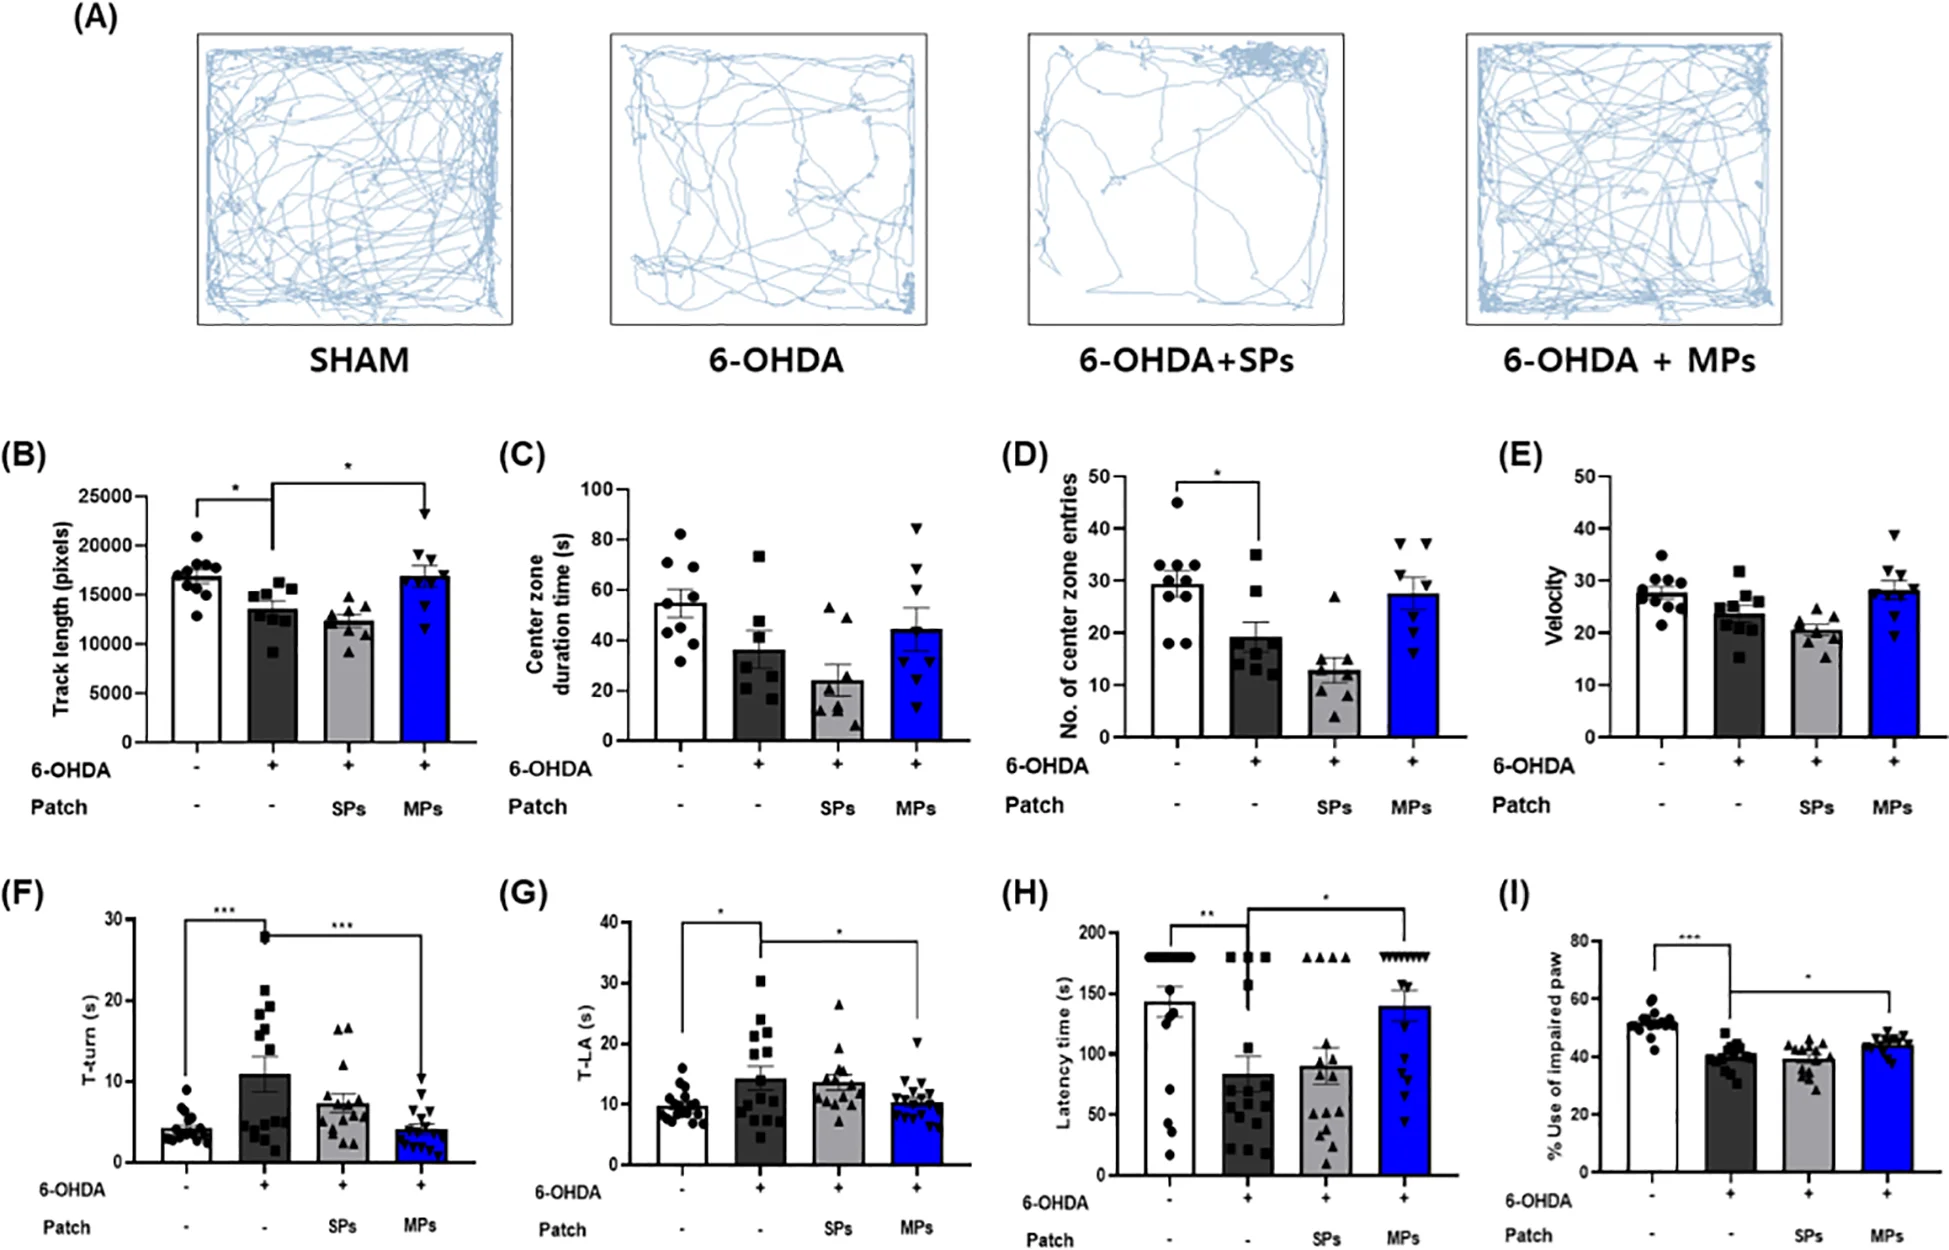 (A)
SHAM
6-OHDA
6-OHDA+SPs
6-OHDA + MPs
(B)
Track length (pixels)
25000
20000
15000
10000
5000
0
*
*
6-OHDA - + + +
Patch - - SPs MPs
(C)
Center zone
duration time (s)
100
80
60
40
20
0
6-OHDA - + + +
Patch - - SPs MPs
(D)
No. of center zone entries
50
40
30
20
10
0
*
6-OHDA - + + +
Patch - - SPs MPs
(E)
Velocity
50
40
30
20
10
0
6-OHDA - + + +
Patch - - SPs MPs
(F)
T-turn (s)
30
20
10
0
***
***
6-OHDA - + + +
Patch - - SPs MPs
(G)
T-LA (s)
40
30
20
10
0
*
*
6-OHDA - + + +
Patch - - SPs MPs
(H)
Latency time (s)
200
150
100
50
0
**
*
6-OHDA - + + +
Patch - - SPs MPs
(I)
% Use of impaired paw
80
60
40
20
0
***
*
6-OHDA - + + +
Patch - - SPs MPs